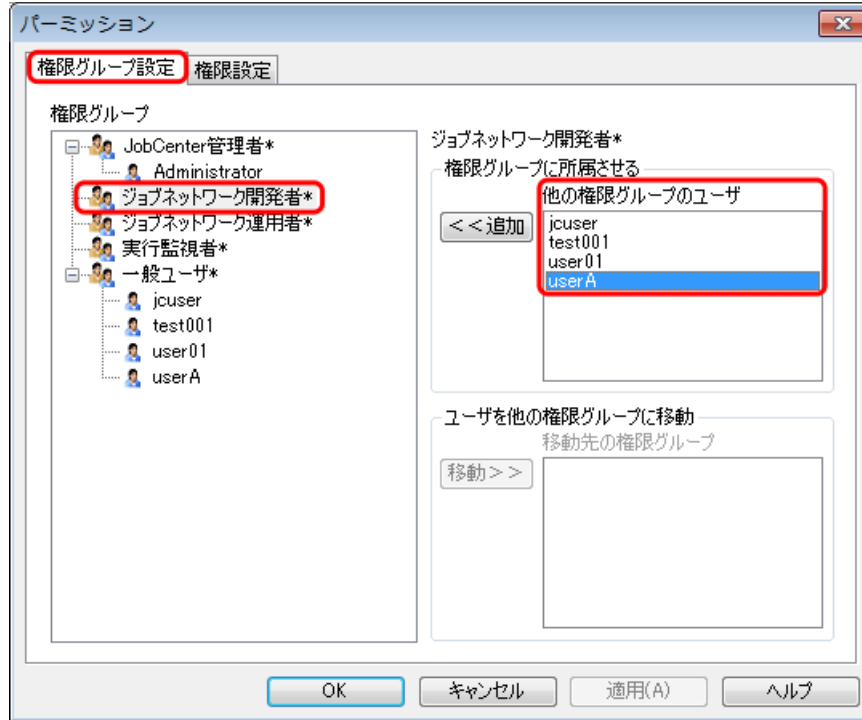 パーミッション
権限グループ設定 権限設定
権限グループ
JobCenter管理者*
Administrator
ジョブネットワーク開発者*
ジョブネットワーク運用者*
実行監視者*
一般ユーザ*
jcuser
test001
user01
userA
ジョブネットワーク開発者*
権限グループに所属させる
他の権限グループのユーザ
<<追加
jcuser
test001
user01
userA
ユーザを他の権限グループに移動
移動先の権限グループ
移動>>
OK キャンセル 適用(A) ヘルプ